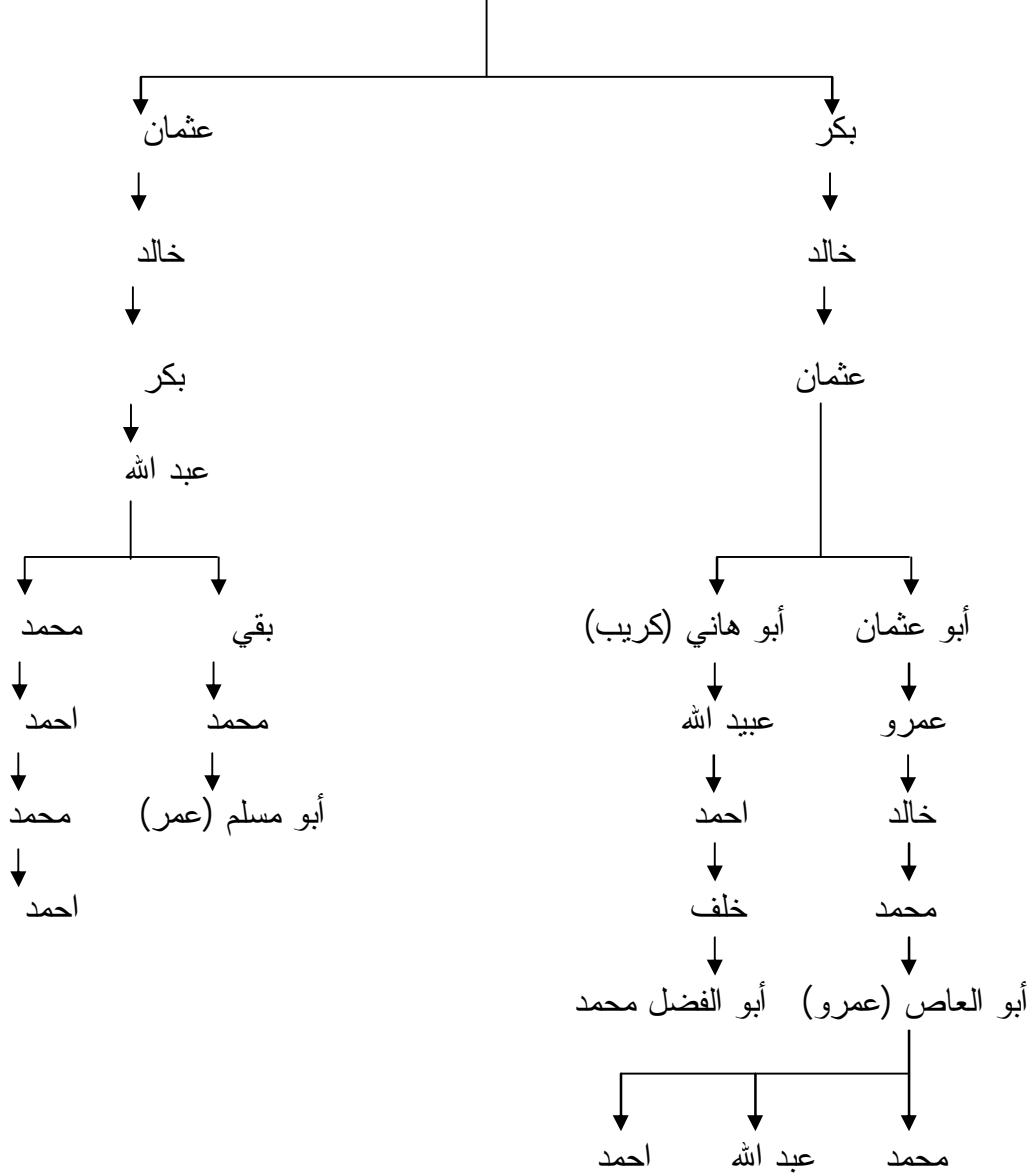 بكر عثمان
خالد خالد
عثمان بكر
عبد الله
أبو عثمان أبو هاني (كريب) بقي محمد
عمرو عبيد الله محمد احمد
خالد احمد أبو مسلم (عمر) محمد
محمد خلف احمد
أبو العاص (عمرو) أبو الفضل محمد
محمد عبد الله احمد